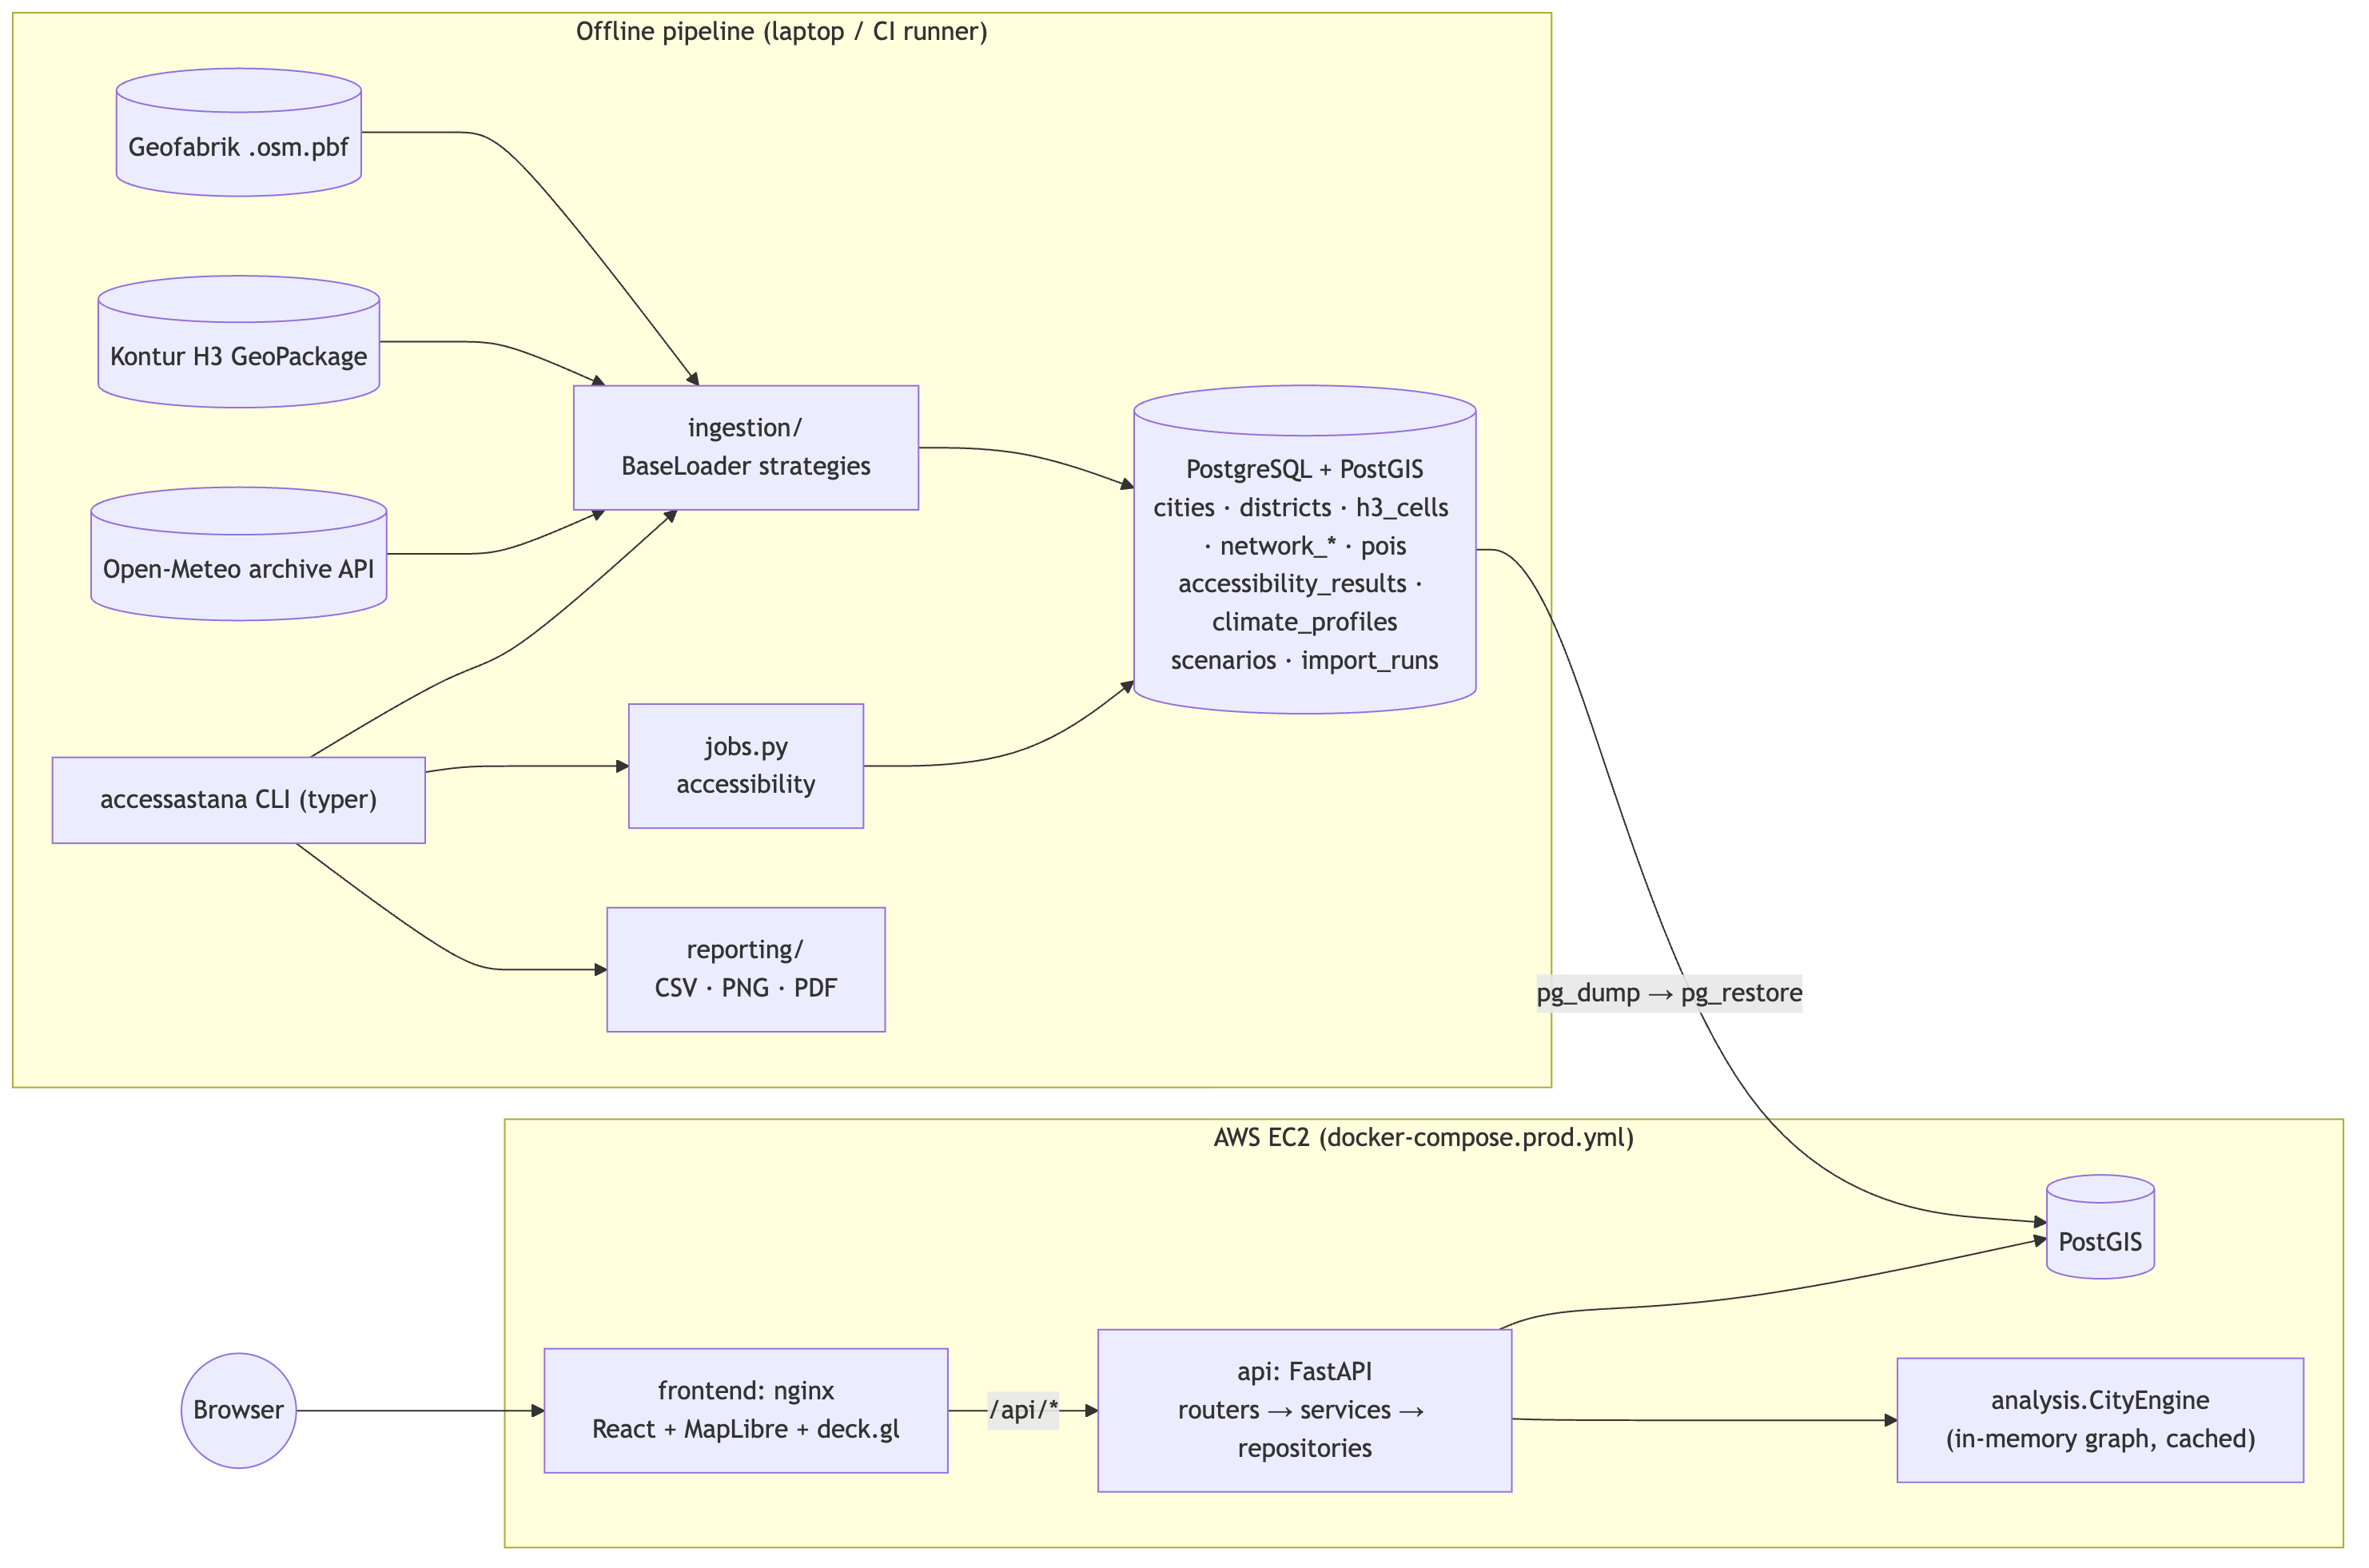 Offline pipeline (laptop / CI runner)
Geofabrik .osm.pbf
Kontur H3 GeoPackage
Open-Meteo archive API
ingestion/
BaseLoader strategies
PostgreSQL + PostGIS
cities · districts · h3_cells
· network_* · pois
accessibility_results ·
climate_profiles
scenarios · import_runs
accessastana CLI (typer)
jobs.py
accessibility
reporting/
CSV · PNG · PDF
pg_dump → pg_restore
AWS EC2 (docker-compose.prod.yml)
PostGIS
Browser
frontend: nginx
React + MapLibre + deck.gl
/api/*
api: FastAPI
routers → services →
repositories
analysis.CityEngine
(in-memory graph, cached)